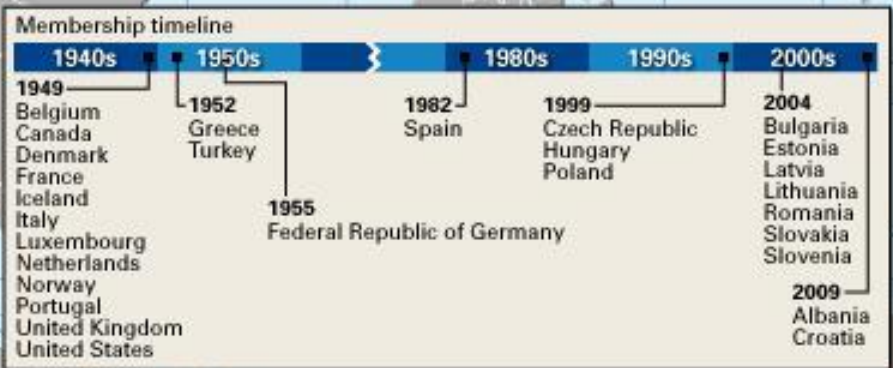 Membership timeline
1940s 1950s 1980s 1990s 2000s
1949
Belgium
Canada
Denmark
France
Iceland
Italy
Luxembourg
Netherlands
Norway
Portugal
United Kingdom
United States
1952
Greece
Turkey
1955
Federal Republic of Germany
1982
Spain
1999
Czech Republic
Hungary
Poland
2004
Bulgaria
Estonia
Latvia
Lithuania
Romania
Slovakia
Slovenia
2009
Albania
Croatia